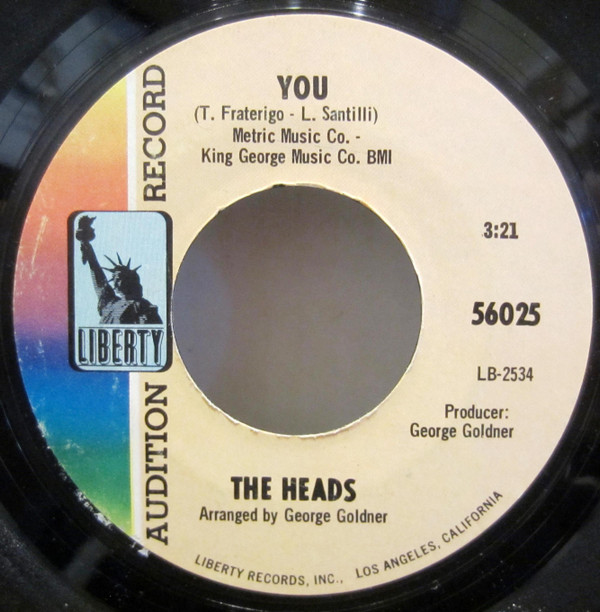 YOU
(T. Fraterigo - L. Santilli)
Metric Music Co. -
King George Music Co. BMI
AUDITION RECORD
LIBERTY
3:21
56025
LB-2534
Producer:
George Goldner
THE HEADS
Arranged by George Goldner
LIBERTY RECORDS, INC., LOS ANGELES, CALIFORNIA